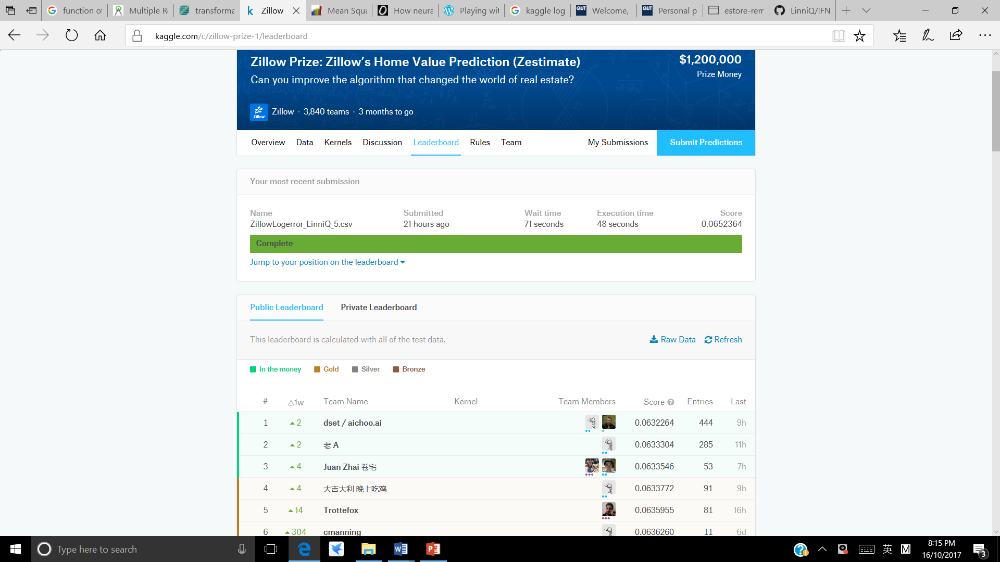 function of
Multiple Re
transforma
Zillow
Mean Squa
How neura
Playing wit
kaggle log
QUT Welcome,
QUT Personal p
estore-rem
LinniQ/IFN
kaggle.com/c/zillow-prize-1/leaderboard
Zillow Prize: Zillow’s Home Value Prediction (Zestimate)
$1,200,000
Can you improve the algorithm that changed the world of real estate?
Prize Money
Zillow
Zillow · 3,840 teams · 3 months to go
Overview Data Kernels Discussion Leaderboard Rules Team My Submissions Submit Predictions
Your most recent submission
Name Submitted Wait time Execution time Score
ZillowLogerror_LinniQ_5.csv 21 hours ago 71 seconds 48 seconds 0.0652364
Complete
Jump to your position on the leaderboard
Public Leaderboard Private Leaderboard
This leaderboard is calculated with all of the test data. Raw Data Refresh
In the money Gold Silver Bronze
# △1w Team Name Kernel Team Members Score Entries Last
1 2 dset / aichoo.ai 0.0632264 444 9h
2 2 老 A 0.0633304 285 11h
3 4 Juan Zhai 卷宅 0.0633546 53 7h
4 4 大吉大利 晚上吃鸡 0.0633772 91 9h
5 14 Trottefox 0.0635955 81 16h
6 304 cmanning 0.0636260 11 6d
Type here to search
英 M
8:15 PM
16/10/2017
3